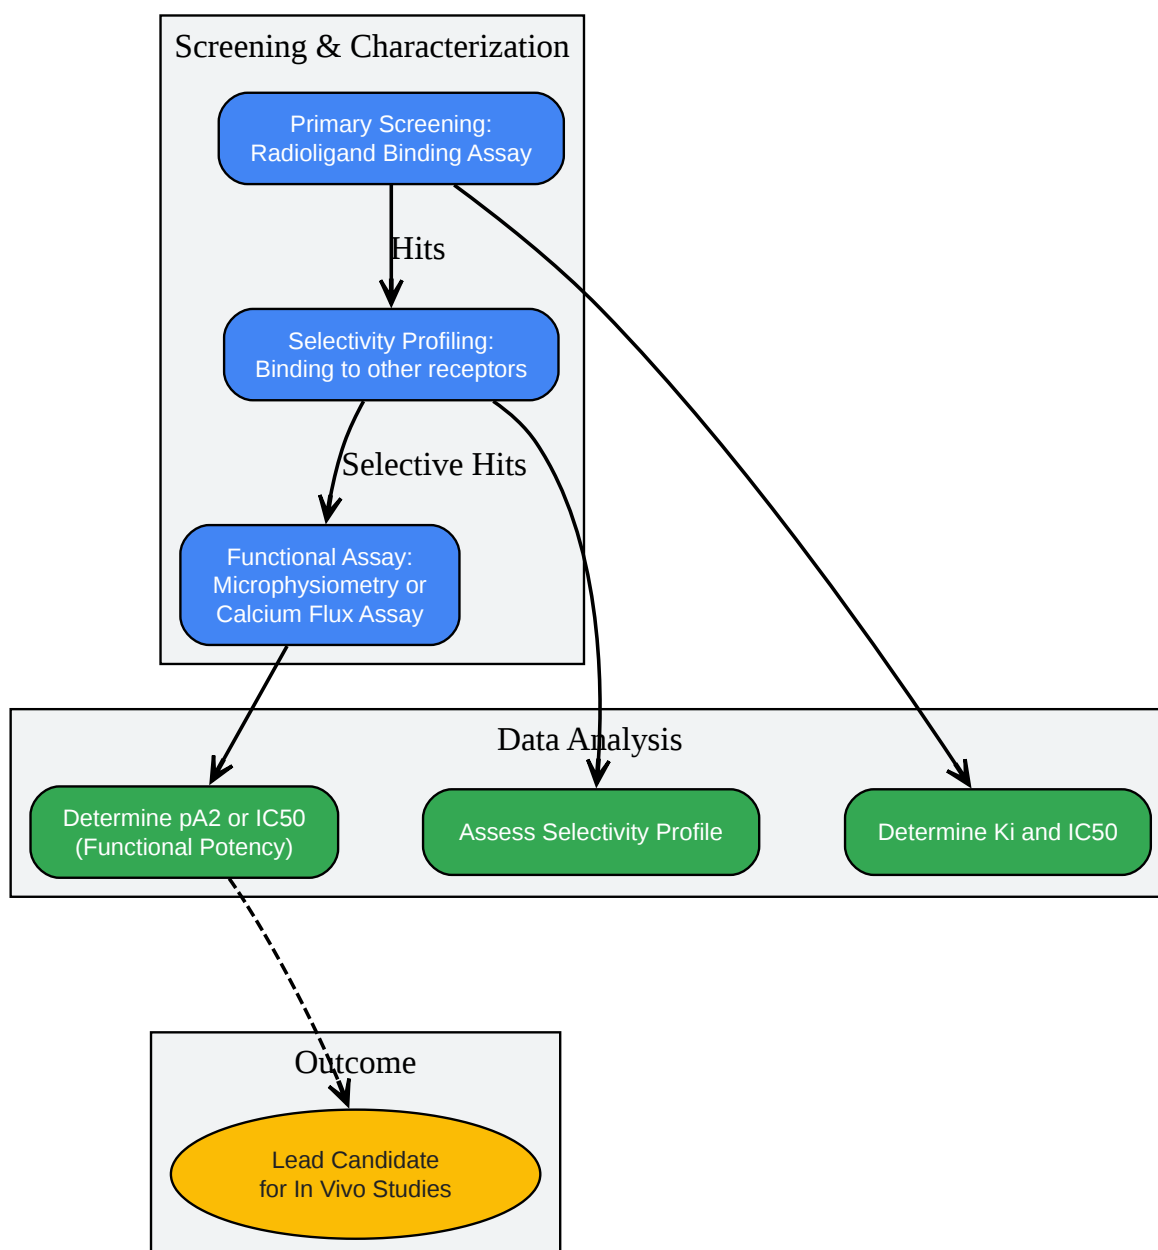 Screening & Characterization
Primary Screening:
Radioligand Binding Assay
Hits
Selectivity Profiling:
Binding to other receptors
Selective Hits
Functional Assay:
Microphysiometry or
Calcium Flux Assay
Data Analysis
Determine pA2 or IC50
(Functional Potency)
Assess Selectivity Profile
Determine Ki and IC50
Outcome
Lead Candidate
for In Vivo Studies